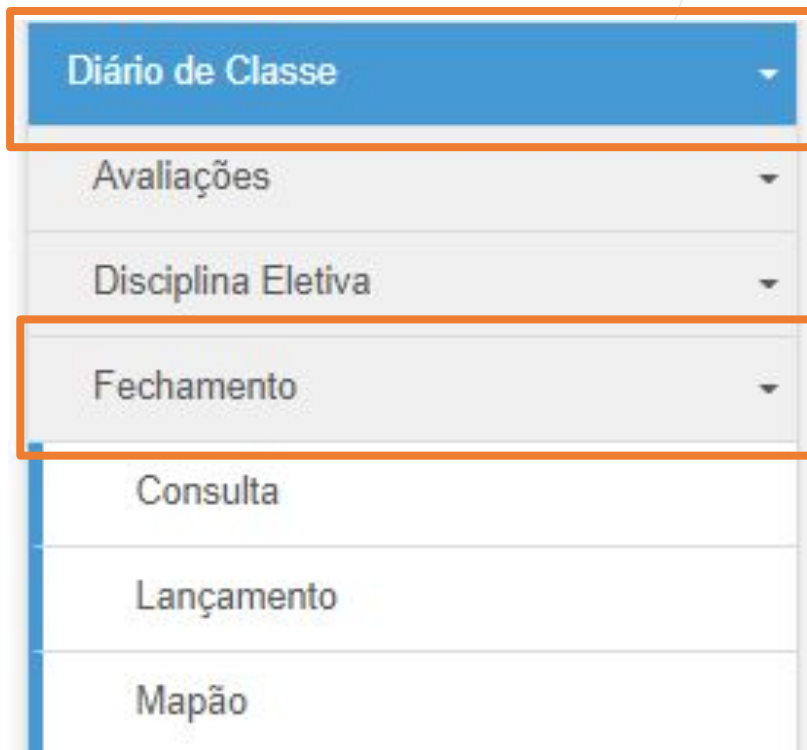 Diário de Classe
Avaliações
Disciplina Eletiva
Fechamento
Consulta
Lançamento
Mapão